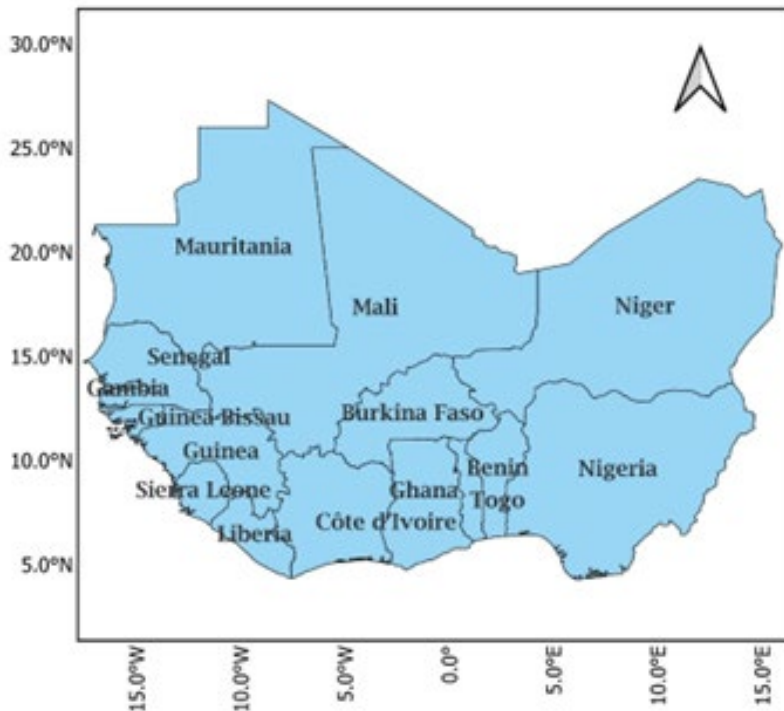 30.0°N
25.0°N
20.0°N
15.0°N
10.0°N
5.0°N
Mauritania
Mali
Niger
Senegal
Gambia
Guinea Bissau
Burkina Faso
Guinea
Benin
Nigeria
Sierra Leone
Ghana
Togo
Liberia
Côte d'Ivoire
15.0°W
10.0°W
5.0°W
0.0°
5.0°E
10.0°E
15.0°E